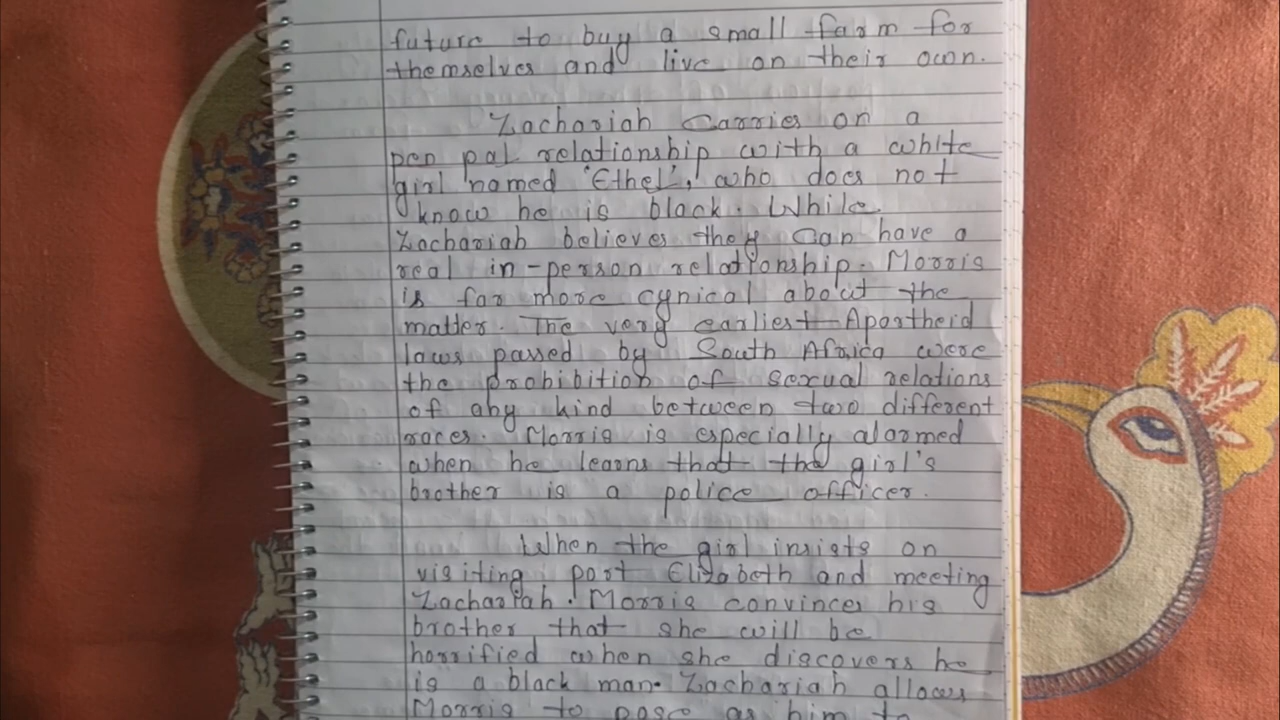 future to buy a small farm for
themselves and live on their own.
Zachariah Carries on a
pen pal relationship with a white
girl named 'Ethel', who does not
know he is black. While
Zachariah believes they Can have a
real in-person relationship. Morris
is far more cynical about the
matter. The very earliest Apartheid
laws passed by South Africa were
the prohibition of sexual relations
of any kind between two different
races. Morris is especially alarmed
when he learns that the girl's
brother is a police officer.
When the girl insists on
visiting port Elizabeth and meeting
Zachariah. Morris convinces his
brother that she will be
horrified when she discovers he
is a black man. Zachariah allows
Morris to pose as him to